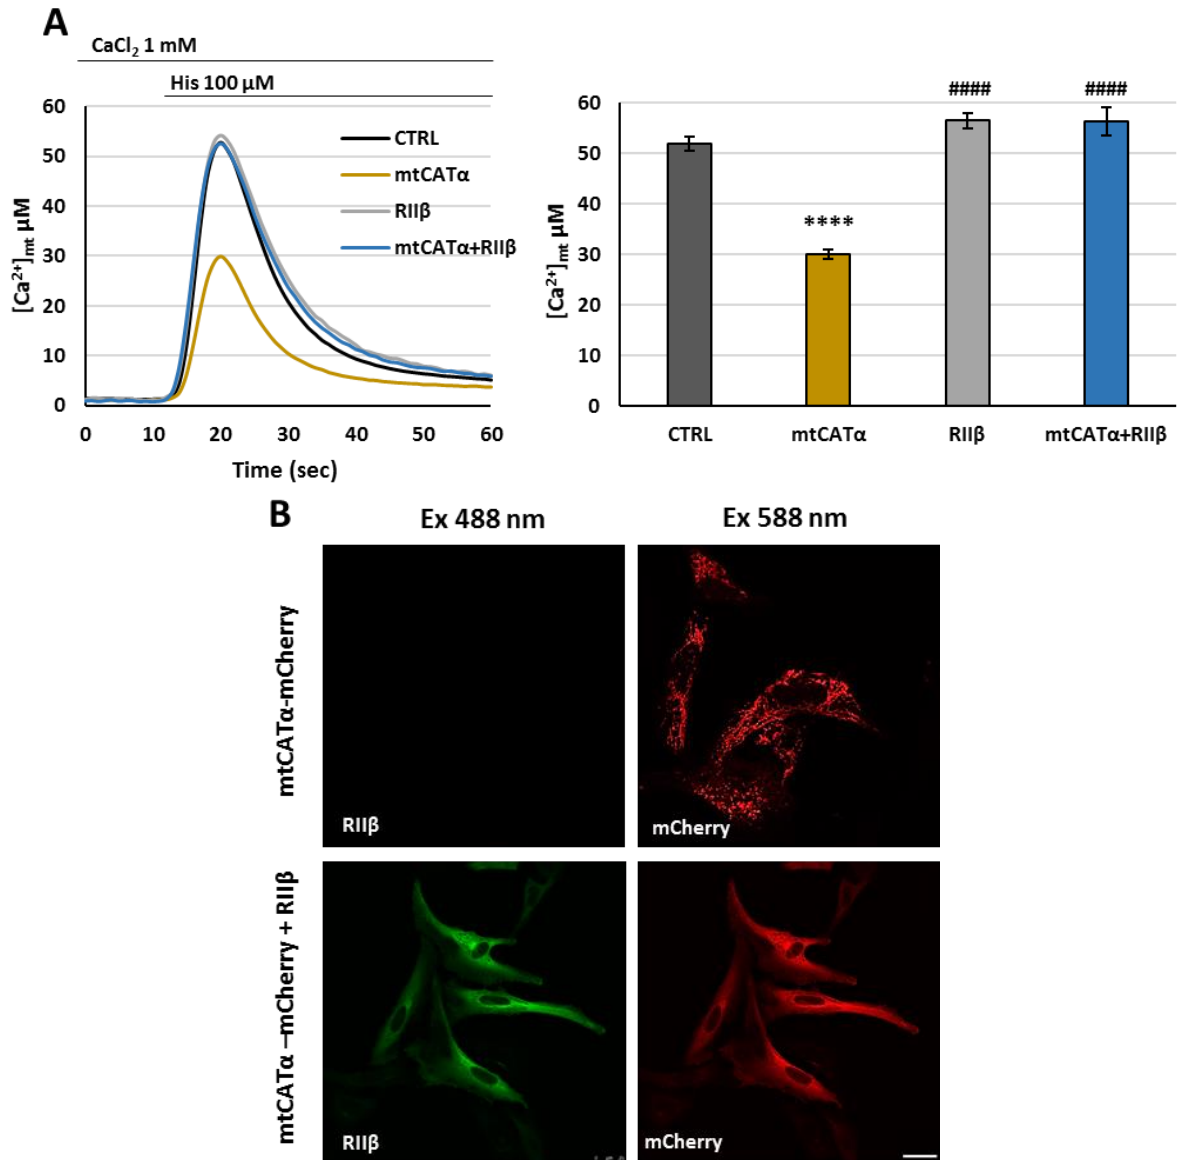 A
CaCl₂ 1 mM
His 100 µM
60
50
40
30
20
10
0
[Ca²⁺]mt µM
CTRL
mtCATα
RIIβ
mtCATα+RIIβ
0 10 20 30 40 50 60
Time (sec)
60
50
40
30
20
10
0
[Ca²⁺]mt µM
****
####
####
CTRL mtCATα RIIβ mtCATα+RIIβ
B
Ex 488 nm Ex 588 nm
mtCATα-mCherry
RIIβ
mCherry
mtCATα –mCherry + RIIβ
RIIβ
mCherry